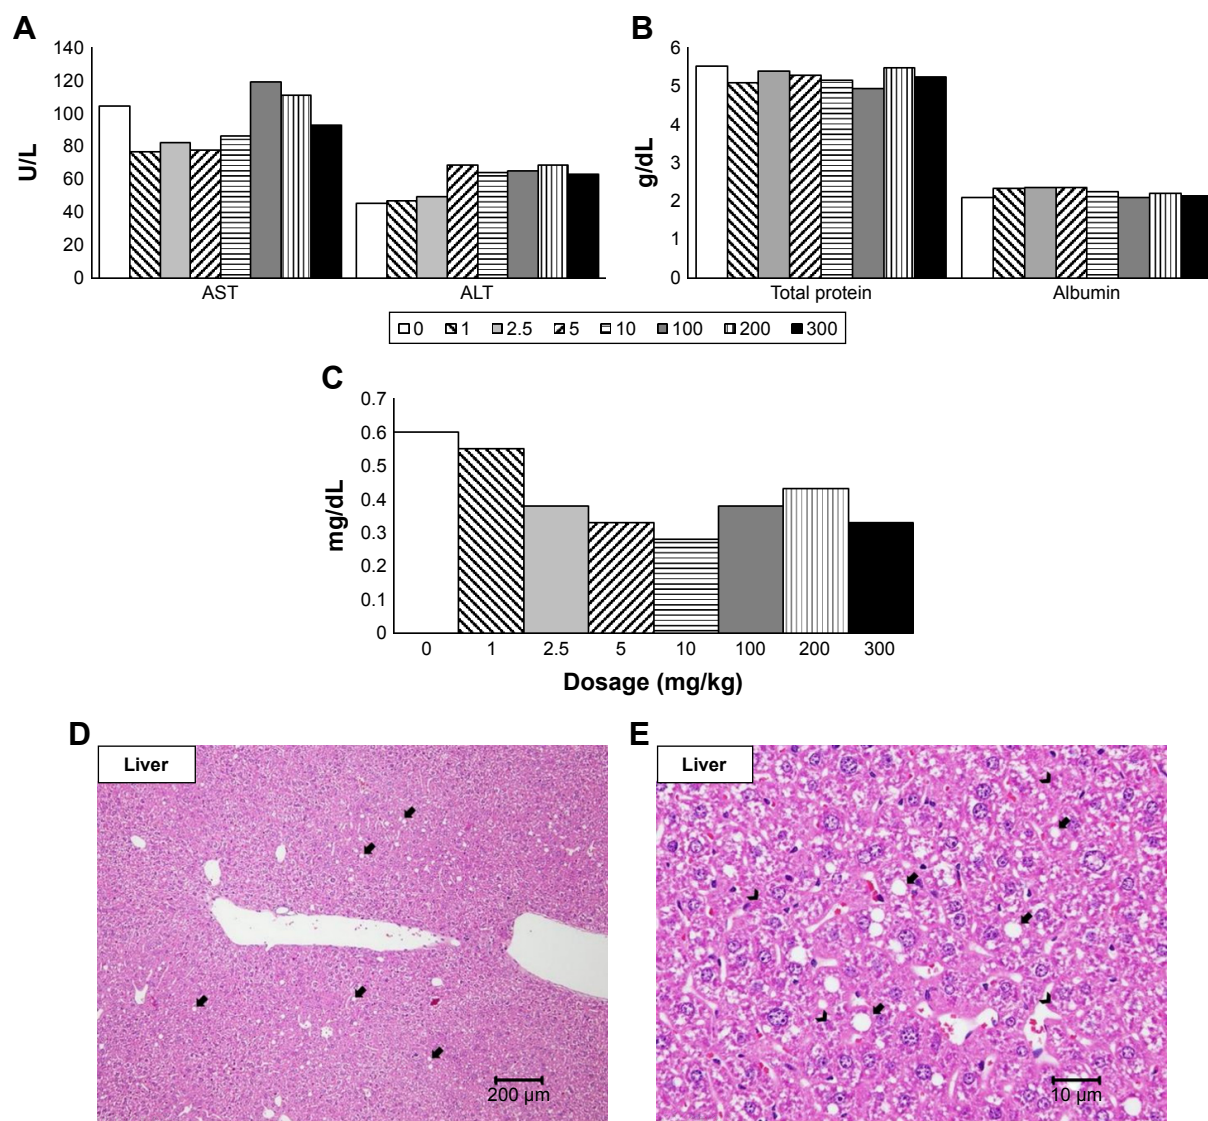 A
140
120
100
80
60
40
20
0
U/L
AST
ALT
B
6
5
4
3
2
1
0
g/dL
Total protein
Albumin
0 1 2.5 5 10 100 200 300
C
0.7
0.6
0.5
0.4
0.3
0.2
0.1
0
mg/dL
0 1 2.5 5 10 100 200 300
Dosage (mg/kg)
D
Liver
200 µm
E
Liver
10 µm